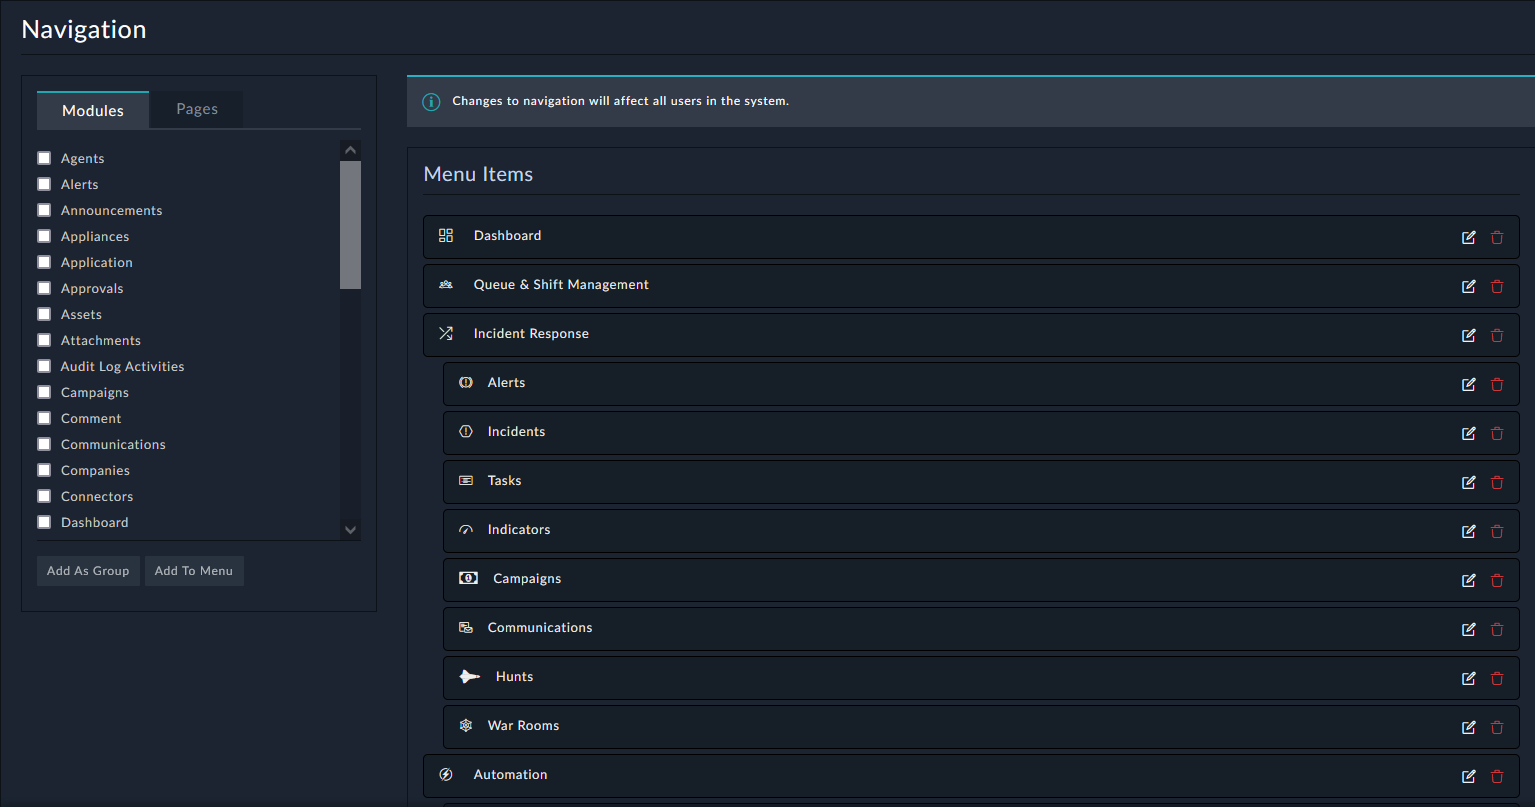 Navigation
Modules
Pages
Agents
Alerts
Announcements
Appliances
Application
Approvals
Assets
Attachments
Audit Log Activities
Campaigns
Comment
Communications
Companies
Connectors
Dashboard
Add As Group
Add To Menu
Changes to navigation will affect all users in the system.
Menu Items
Dashboard
Queue & Shift Management
Incident Response
Alerts
Incidents
Tasks
Indicators
Campaigns
Communications
Hunts
War Rooms
Automation